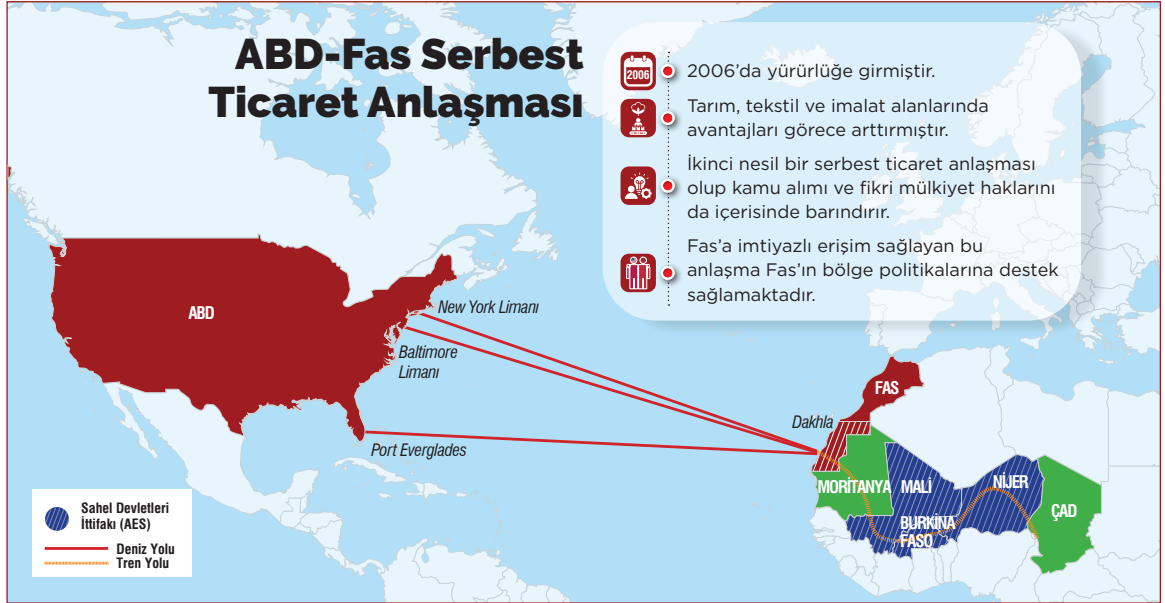 ABD-Fas Serbest
Ticaret Anlaşması
2006
2006’da yürürlüğe girmiştir.
Tarım, tekstil ve imalat alanlarında
avantajları görece arttırmıştır.
İkinci nesil bir serbest ticaret anlaşması
olup kamu alımı ve fikri mülkiyet haklarını
da içerisinde barındırır.
Fas’a imtiyazlı erişim sağlayan bu
anlaşma Fas’ın bölge politikalarına destek
sağlamaktadır.
ABD
New York Limanı
Baltimore
Limanı
Port Everglades
FAS
Dakhla
MORİTANYA
MALİ
NİJER
ÇAD
BURKİNA
FASO
Sahel Devletleri
İttifakı (AES)
Deniz Yolu
Tren Yolu